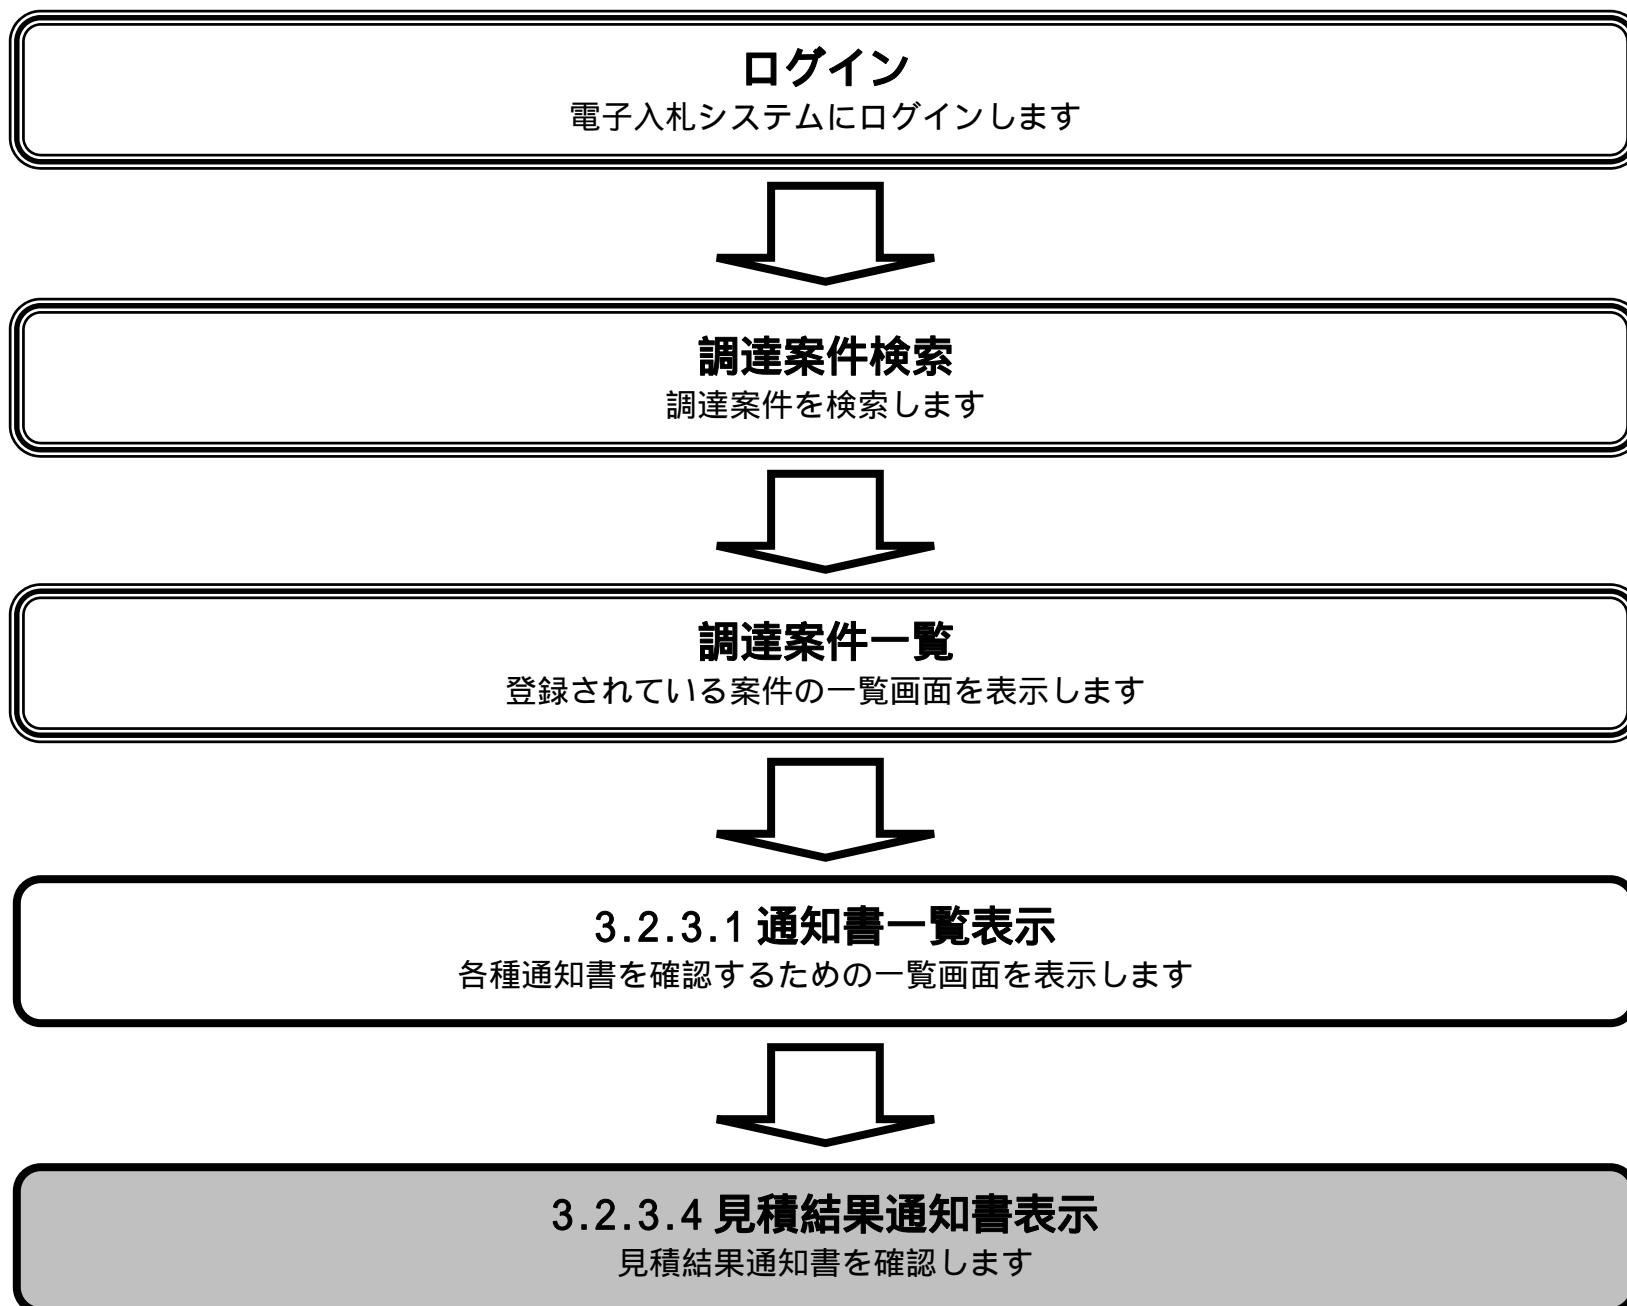 ログイン
電子入札システムにログインします
調達案件検索
調達案件を検索します
調達案件一覧
登録されている案件の一覧画面を表示します
3.2.3.1 通知書一覧表示
各種通知書を確認するための一覧画面を表示します
3.2.3.4 見積結果通知書表示
見積結果通知書を確認します